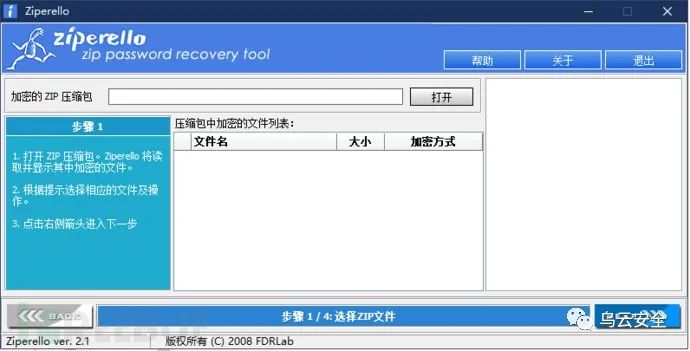 Ziperello
ziperello
zip password recovery tool
帮助
关于
退出
加密的 ZIP 压缩包
打开
步骤 1
1. 打开 ZIP 压缩包。Ziperello 将读
取并显示其中加密的文件。
2. 根据提示选择相应的文件及操
作。
3. 点击右侧箭头进入下一步
压缩包中加密的文件列表：
文件名
大小
加密方式
BACK
步骤 1 / 4: 选择ZIP文件
乌云安全
Ziperello ver. 2.1
版权所有 (C) 2008 FDRLab